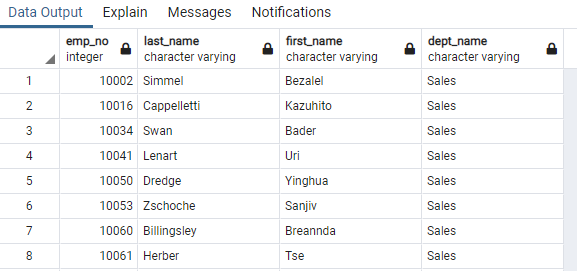 Data Output Explain Messages Notifications
emp_no last_name first_name dept_name
integer character varying character varying character varying
1 10002 Simmel Bezalel Sales
2 10016 Cappelletti Kazuhito Sales
3 10034 Swan Bader Sales
4 10041 Lenart Uri Sales
5 10050 Dredge Yinghua Sales
6 10053 Zschoche Sanjiv Sales
7 10060 Billingsley Breannda Sales
8 10061 Herber Tse Sales